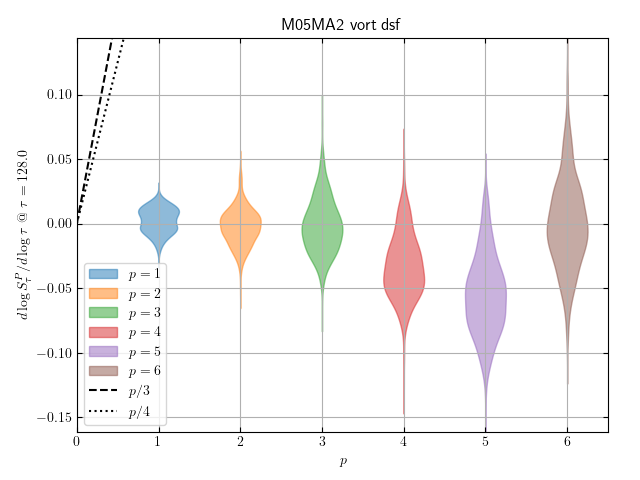 M05MA2 vort dsf
d log S_τ^p / d log τ @ τ = 128.0
0.10
0.05
0.00
−0.05
−0.10
−0.15
p = 1
p = 2
p = 3
p = 4
p = 5
p = 6
p/3
p/4
0 1 2 3 4 5 6
p